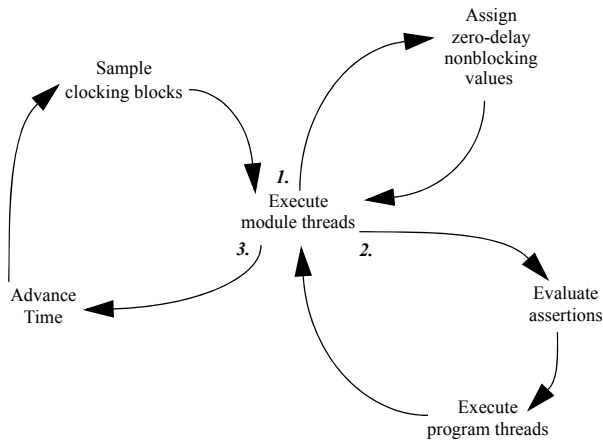 Assign
zero-delay
nonblocking
values
Sample
clocking blocks
1.
Execute
module threads
3.
2.
Advance
Time
Evaluate
assertions
Execute
program threads